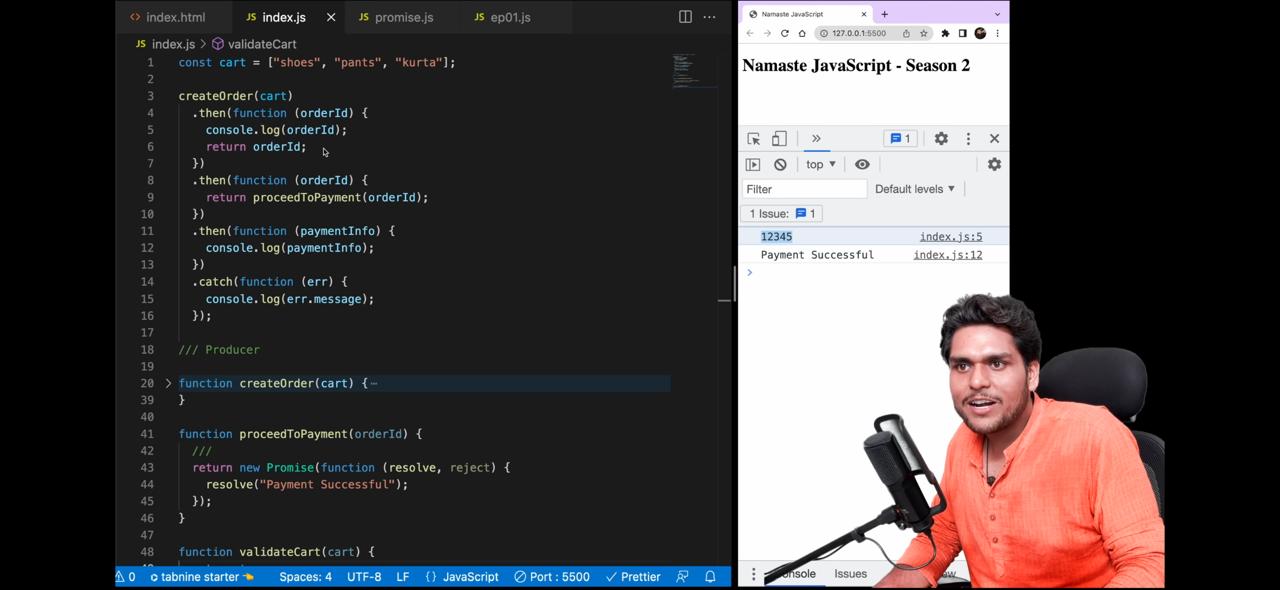 index.html
JS index.js
JS promise.js
JS ep01.js
JS index.js > validateCart
1 const cart = ["shoes", "pants", "kurta"];
2
3 createOrder(cart)
4 .then(function (orderId) {
5 console.log(orderId);
6 return orderId;
7 })
8 .then(function (orderId) {
9 return proceedToPayment(orderId);
10 })
11 .then(function (paymentInfo) {
12 console.log(paymentInfo);
13 })
14 .catch(function (err) {
15 console.log(err.message);
16 });
17
18 /// Producer
19
20 function createOrder(cart) {
39 }
40
41 function proceedToPayment(orderId) {
42 ///
43 return new Promise(function (resolve, reject) {
44 resolve("Payment Successful");
45 });
46 }
47
48 function validateCart(cart) {
0 tabnine starter Spaces: 4 UTF-8 LF {} JavaScript Port : 5500 Prettier
Namaste JavaScript
127.0.0.1:5500
Namaste JavaScript - Season 2
1
top
Filter
Default levels
1 Issue: 1
12345 index.js:5
Payment Successful index.js:12
Issues